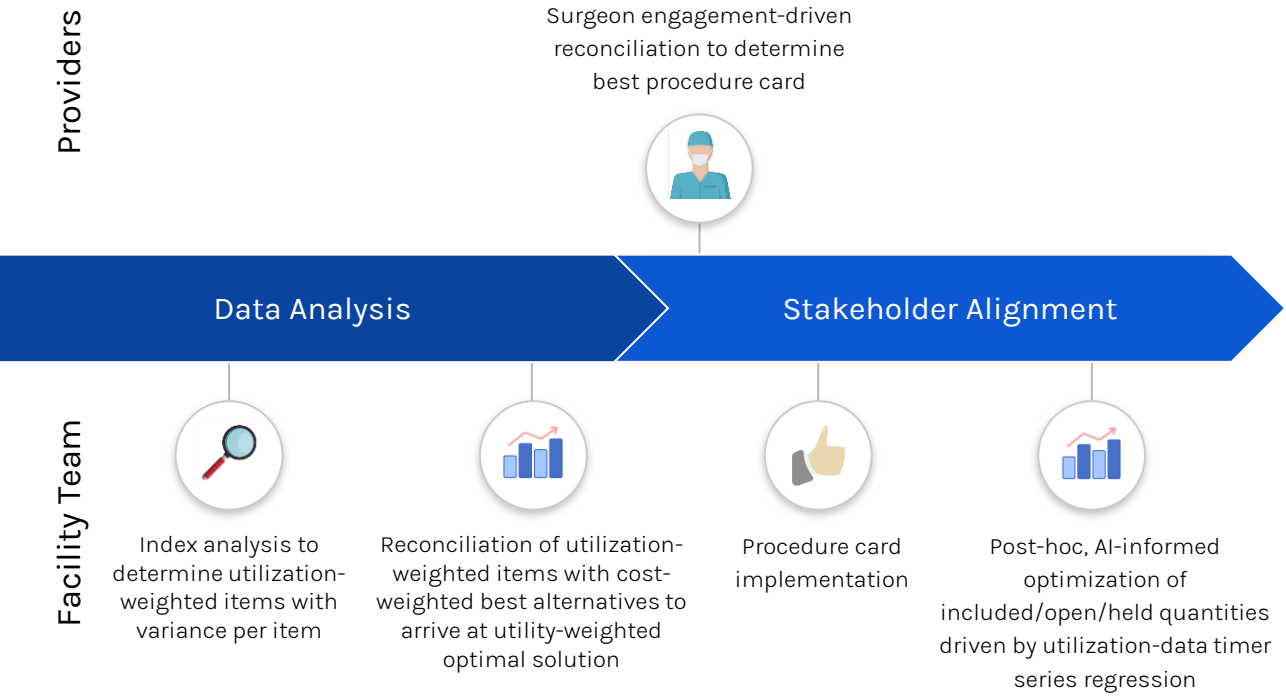 Providers
Surgeon engagement-driven
reconciliation to determine
best procedure card
Data Analysis
Stakeholder Alignment
Facility Team
Index analysis to
determine utilization-
weighted items with
variance per item
Reconciliation of utilization-
weighted items with cost-
weighted best alternatives to
arrive at utility-weighted
optimal solution
Procedure card
implementation
Post-hoc, AI-informed
optimization of
included/open/held quantities
driven by utilization-data timer
series regression